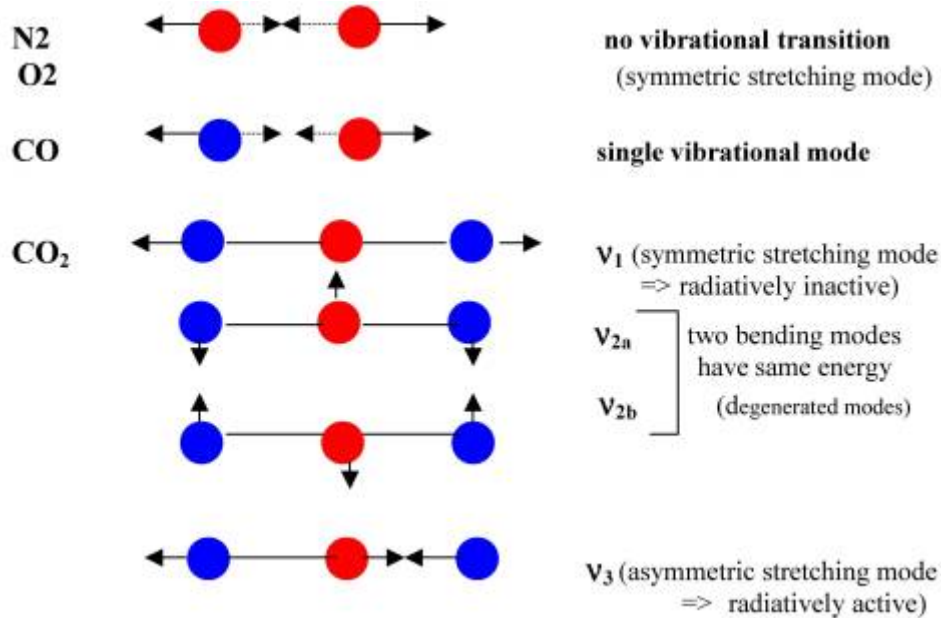 N2 no vibrational transition
O2 (symmetric stretching mode)
CO single vibrational mode
CO₂ ν₁ (symmetric stretching mode
=> radiatively inactive)
ν₂ₐ two bending modes
have same energy
ν₂b (degenerated modes)
ν₃ (asymmetric stretching mode
=> radiatively active)